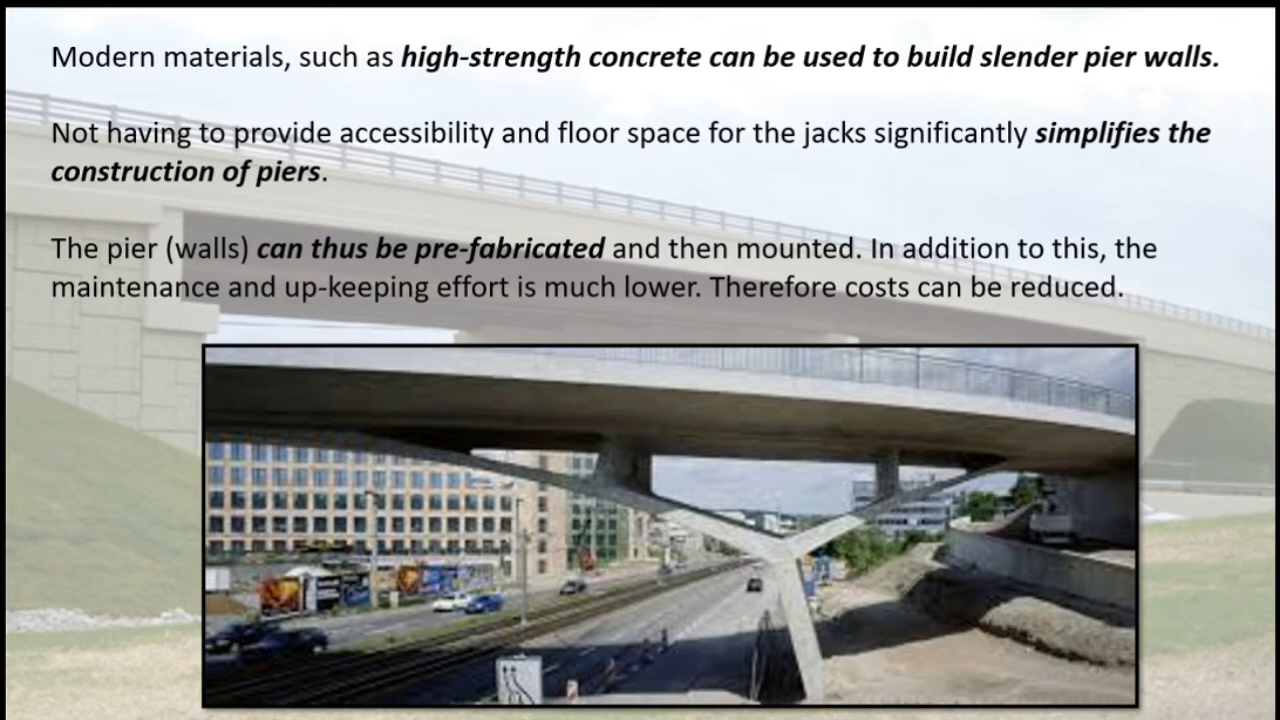 Modern materials, such as high-strength concrete can be used to build slender pier walls.
Not having to provide accessibility and floor space for the jacks significantly simplifies the
construction of piers.
The pier (walls) can thus be pre-fabricated and then mounted. In addition to this, the
maintenance and up-keeping effort is much lower. Therefore costs can be reduced.